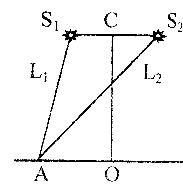 S₁ C S₂
L₁ L₂
A O